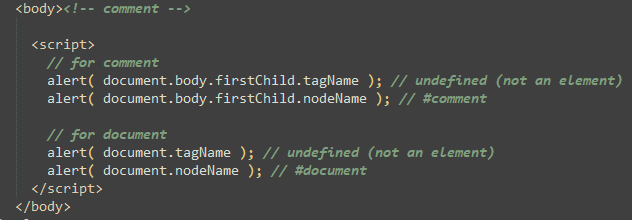 <body><!-- comment -->
<script>
// for comment
alert( document.body.firstChild.tagName ); // undefined (not an element)
alert( document.body.firstChild.nodeName ); // #comment
// for document
alert( document.tagName ); // undefined (not an element)
alert( document.nodeName ); // #document
</script>
</body>